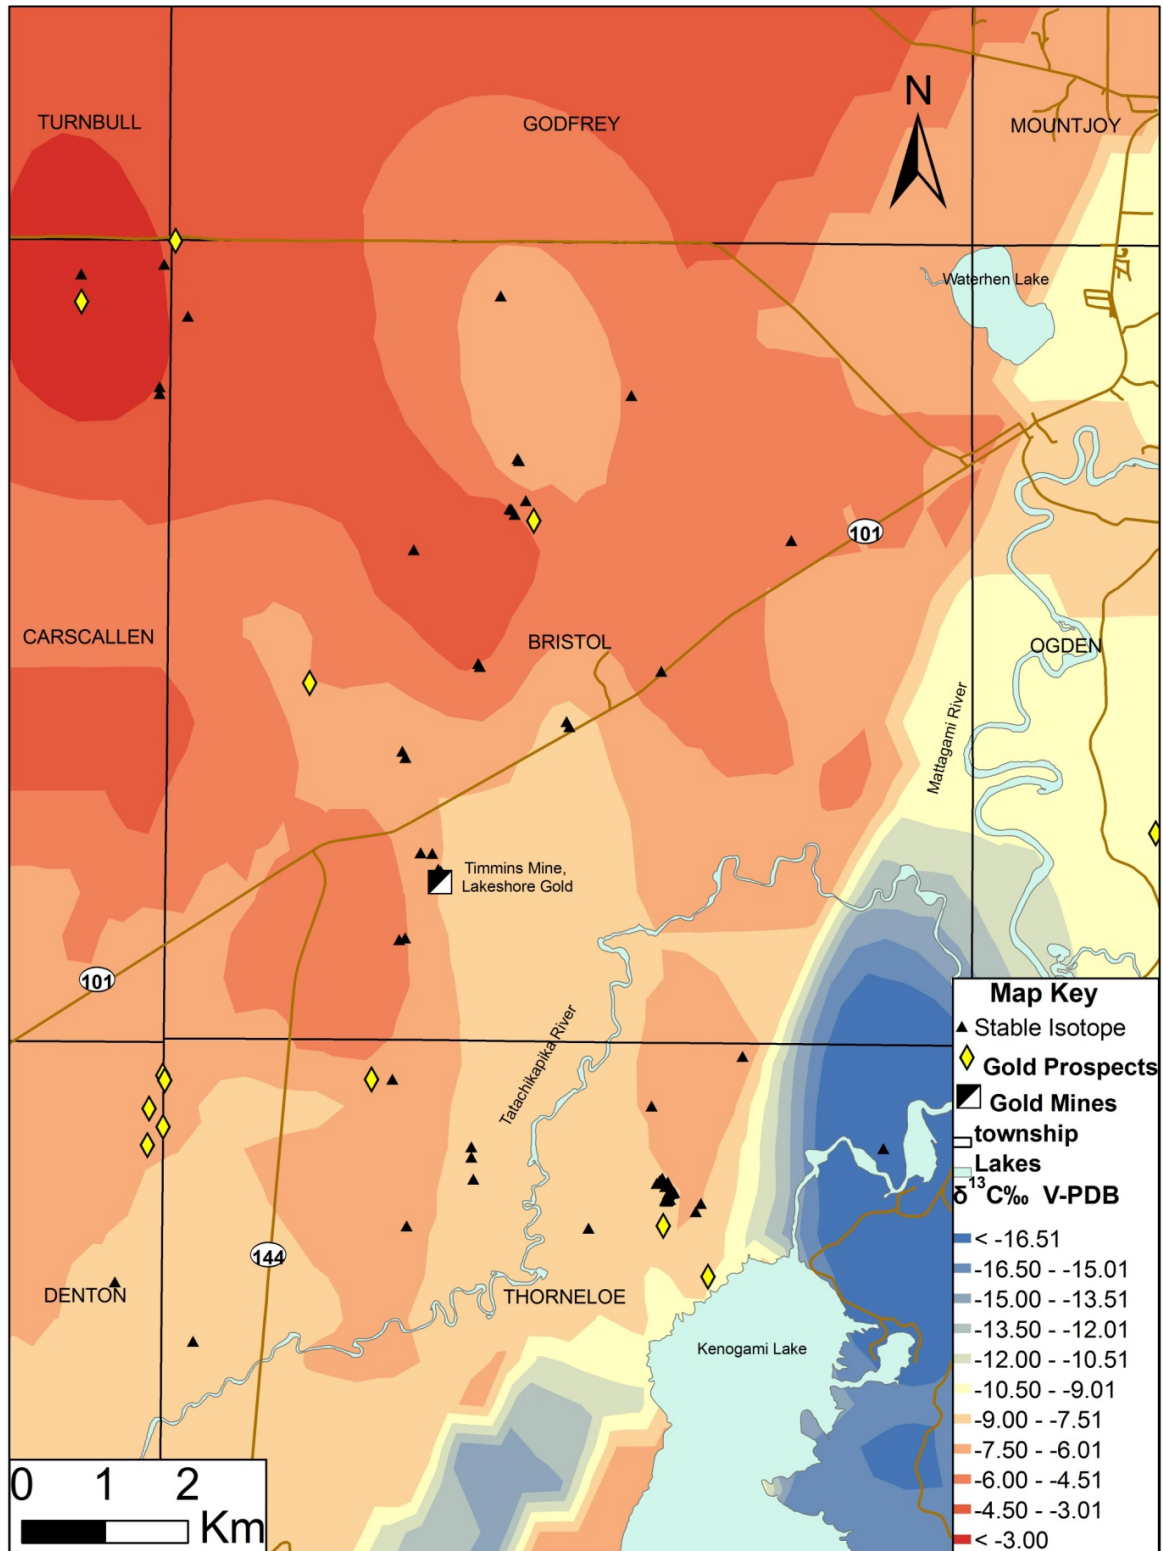 N
TURNBULL
GODFREY
MOUNTJOY
Waterhen Lake
101
CARSCALLEN
BRISTOL
OGDEN
Mattagami River
Timmins Mine,
Lakeshore Gold
101
Tatachikapika River
144
DENTON
THORNELOE
Kenogami Lake
0 1 2
Km
Map Key
Stable Isotope
Gold Prospects
Gold Mines
township
Lakes
δ¹³C‰ V-PDB
< -16.51
-16.50 - -15.01
-15.00 - -13.51
-13.50 - -12.01
-12.00 - -10.51
-10.50 - -9.01
-9.00 - -7.51
-7.50 - -6.01
-6.00 - -4.51
-4.50 - -3.01
< -3.00